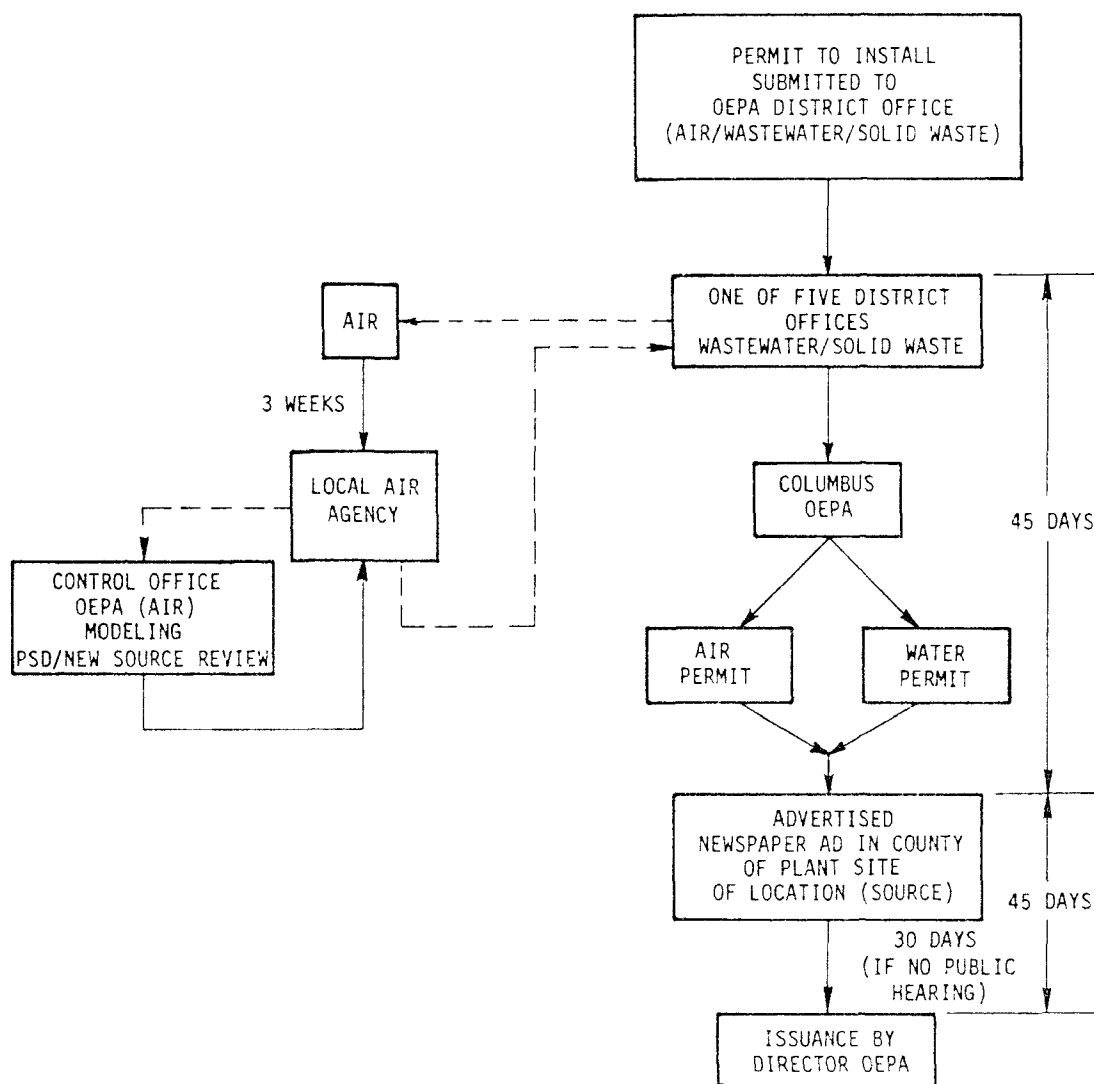 PERMIT TO INSTALL
SUBMITTED TO
OEPA DISTRICT OFFICE
(AIR/WASTEWATER/SOLID WASTE)
ONE OF FIVE DISTRICT
OFFICES
WASTEWATER/SOLID WASTE
AIR
3 WEEKS
LOCAL AIR
AGENCY
CONTROL OFFICE
OEPA (AIR)
MODELING
PSD/NEW SOURCE REVIEW
COLUMBUS
OEPA
45 DAYS
AIR
PERMIT
WATER
PERMIT
ADVERTISED
NEWSPAPER AD IN COUNTY
OF PLANT SITE
OF LOCATION (SOURCE)
45 DAYS
30 DAYS
(IF NO PUBLIC
HEARING)
ISSUANCE BY
DIRECTOR OEPA